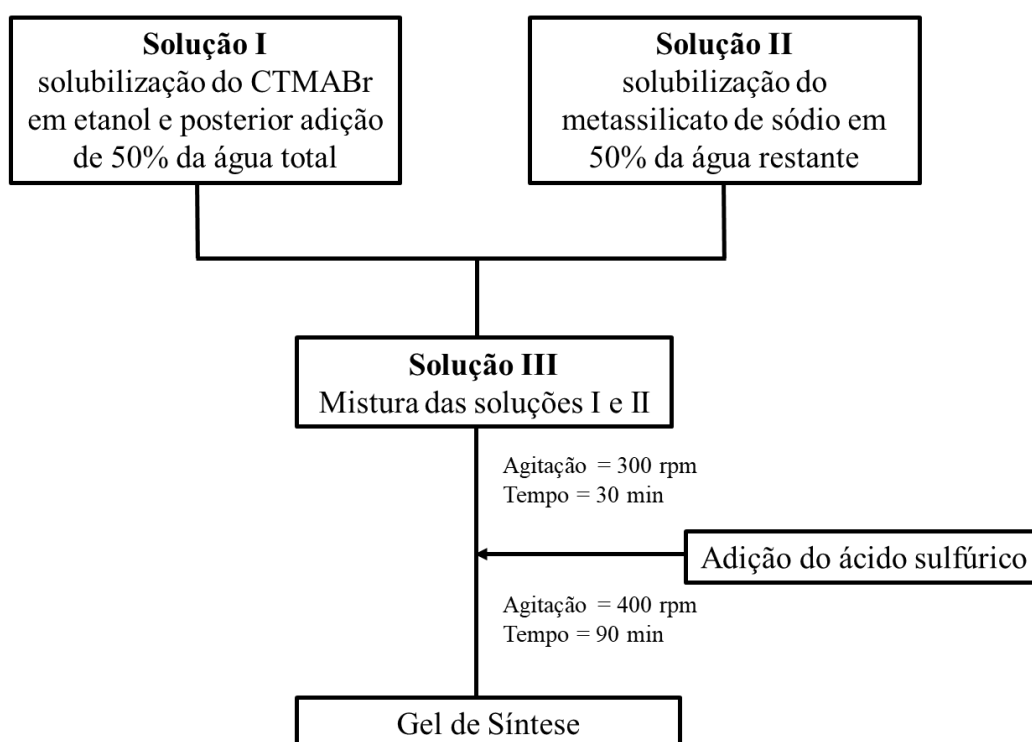 Solução I
solubilização do CTMABr
em etanol e posterior adição
de 50% da água total
Solução II
solubilização do
metassilicato de sódio em
50% da água restante
Solução III
Mistura das soluções I e II
Agitação = 300 rpm
Tempo = 30 min
Adição do ácido sulfúrico
Agitação = 400 rpm
Tempo = 90 min
Gel de Síntese